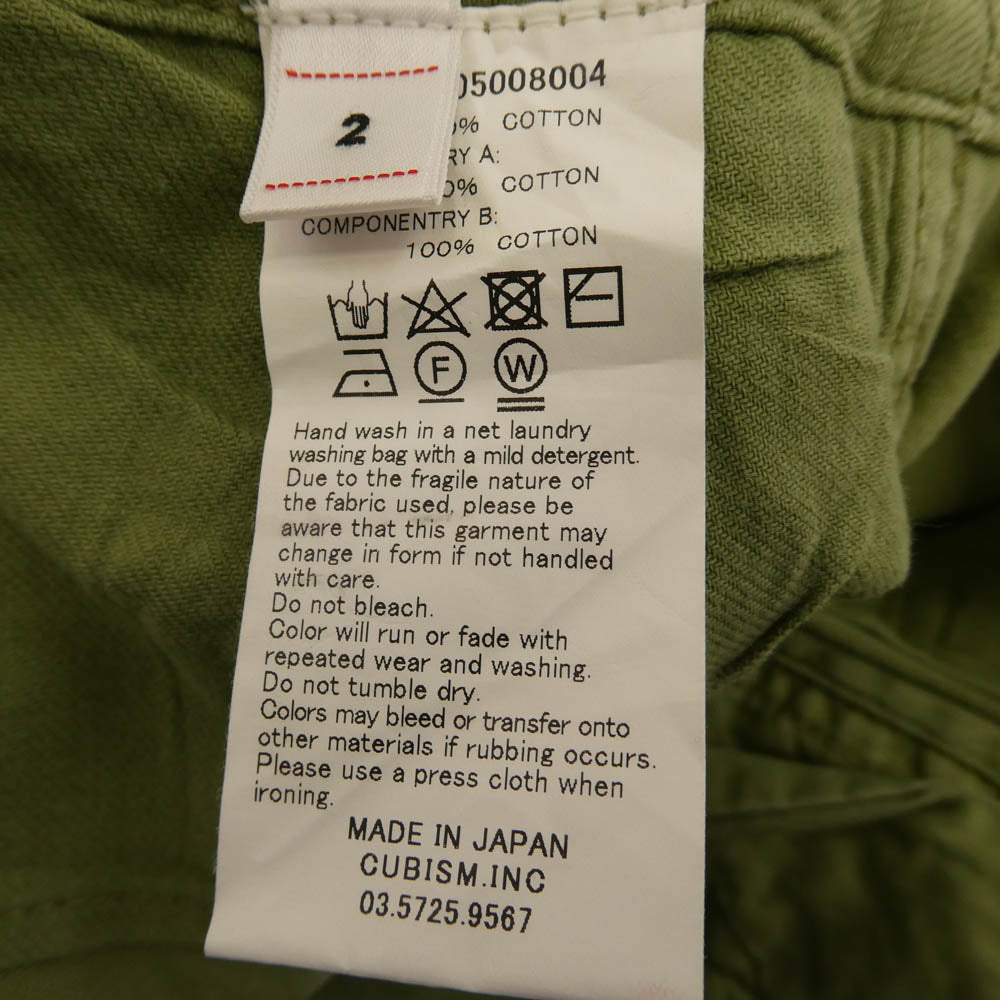 2
05008004
% COTTON
RY A:
0% COTTON
COMPONENTRY B:
100% COTTON
F W
Hand wash in a net laundry
washing bag with a mild detergent.
Due to the fragile nature of
the fabric used, please be
aware that this garment may
change in form if not handled
with care.
Do not bleach.
Color will run or fade with
repeated wear and washing.
Do not tumble dry.
Colors may bleed or transfer onto
other materials if rubbing occurs.
Please use a press cloth when
ironing.
MADE IN JAPAN
CUBISM.INC
03.5725.9567